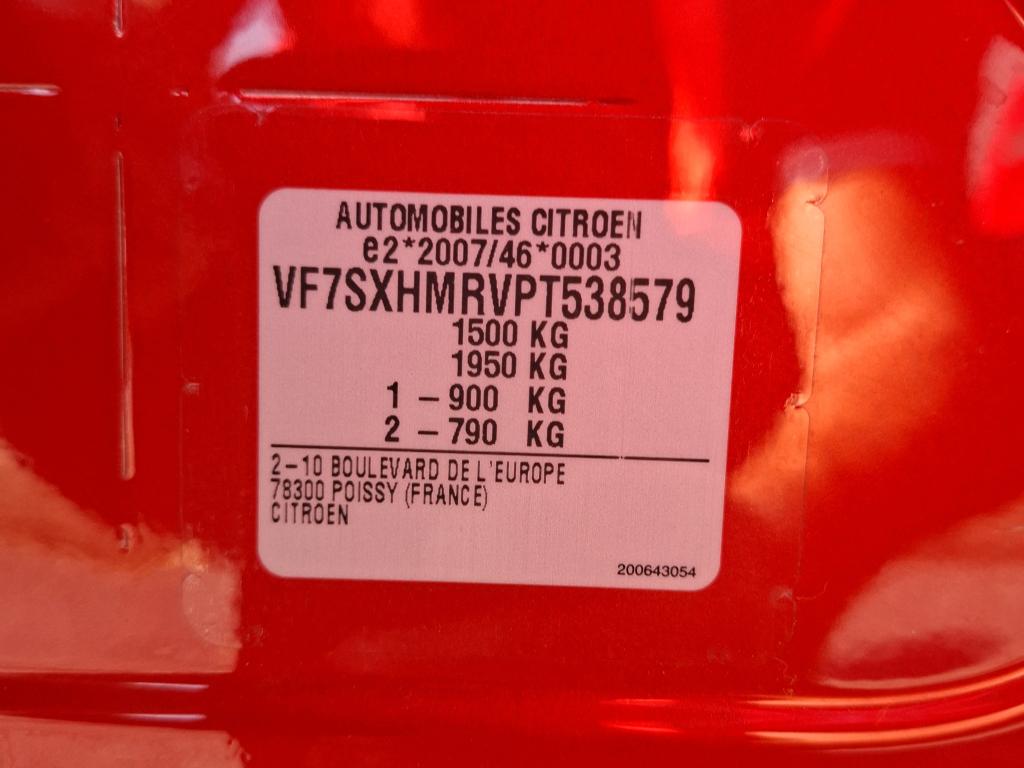 AUTOMOBILES CITROEN
e2*2007/46*0003
VF7SXHMRVPT538579
1500 KG
1950 KG
1 - 900 KG
2 - 790 KG
2-10 BOULEVARD DE L'EUROPE
78300 POISSY (FRANCE)
CITROEN
200643054